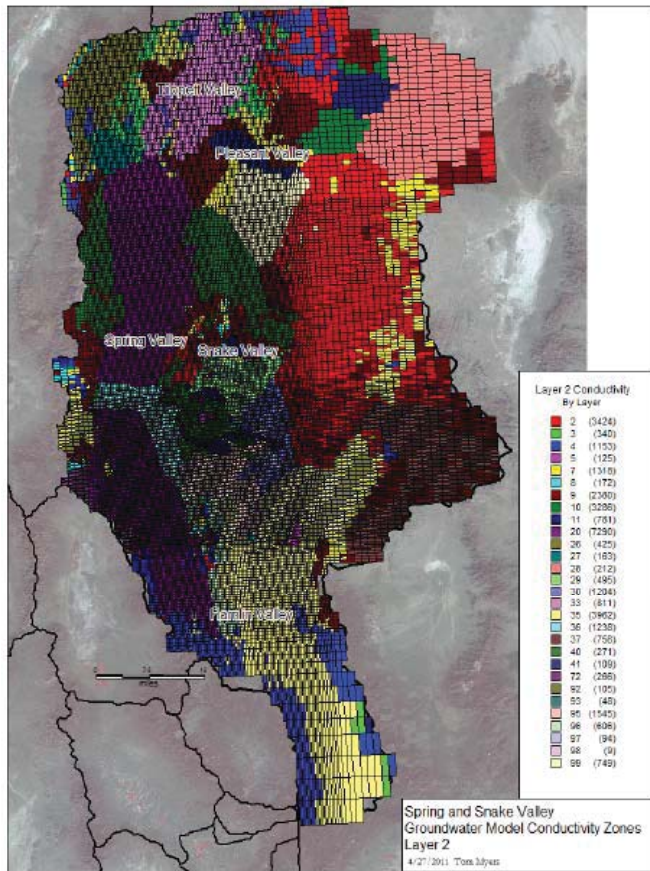 Tippett Valley
Pleasant Valley
Spring Valley
Snake Valley
Hamlin Valley
miles
Layer 2 Conductivity
By Layer
2 (3424)
3 (340)
4 (1153)
5 (125)
7 (1318)
8 (172)
9 (2380)
10 (3286)
11 (781)
20 (7290)
26 (425)
27 (163)
28 (212)
29 (495)
30 (1204)
33 (811)
35 (3962)
36 (1238)
37 (758)
40 (271)
41 (109)
72 (266)
92 (105)
93 (48)
95 (1545)
96 (606)
97 (94)
98 (9)
99 (749)
Spring and Snake Valley
Groundwater Model Conductivity Zones
Layer 2
4/27/2011 Tom Myers